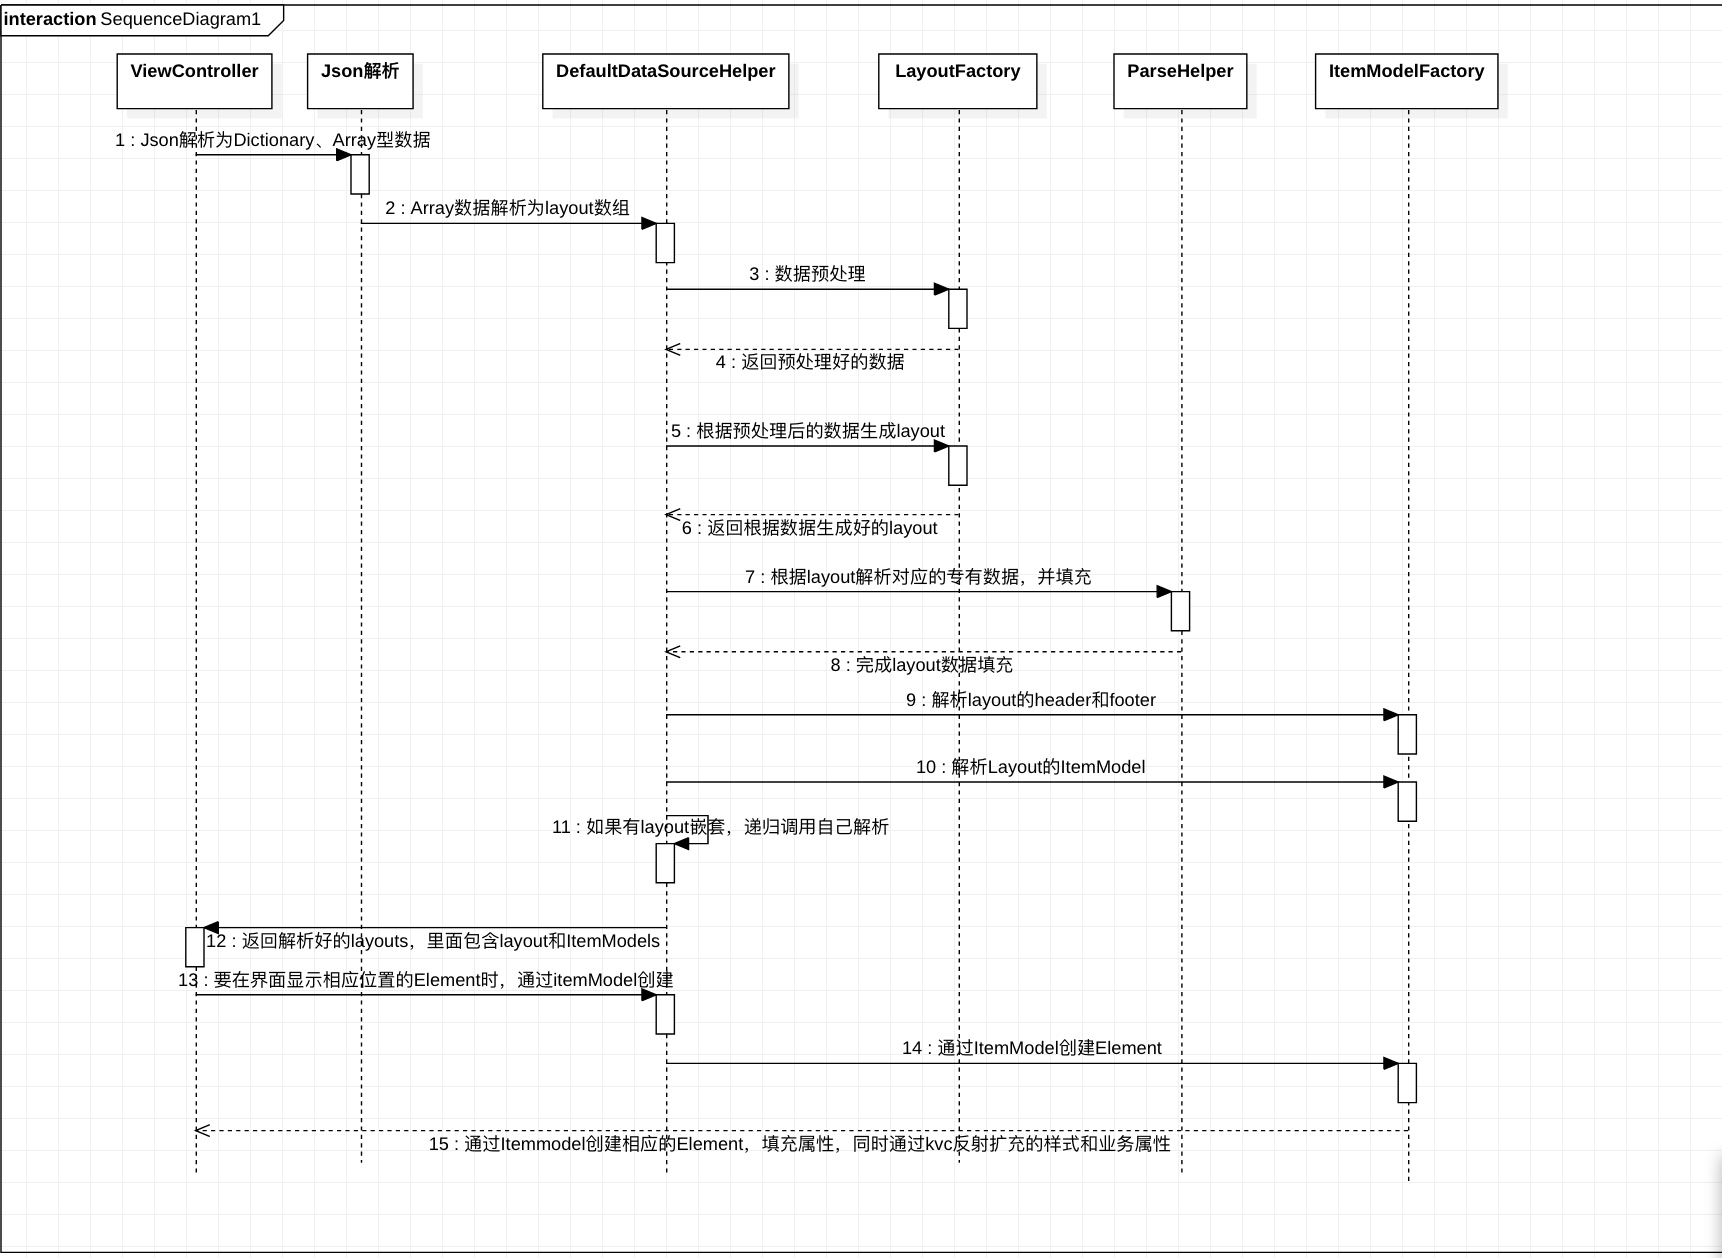 interaction SequenceDiagram1
ViewController
Json解析
DefaultDataSourceHelper
LayoutFactory
ParseHelper
ItemModelFactory
1 : Json解析为Dictionary、Array型数据
2 : Array数据解析为layout数组
3 : 数据预处理
4 : 返回预处理好的数据
5 : 根据预处理后的数据生成layout
6 : 返回根据数据生成好的layout
7 : 根据layout解析对应的专有数据，并填充
8 : 完成layout数据填充
9 : 解析layout的header和footer
10 : 解析Layout的ItemModel
11 : 如果有layout嵌套，递归调用自己解析
12 : 返回解析好的layouts，里面包含layout和ItemModels
13 : 要在界面显示相应位置的Element时，通过itemModel创建
14 : 通过ItemModel创建Element
15 : 通过Itemmodel创建相应的Element，填充属性，同时通过kvc反射扩充的样式和业务属性